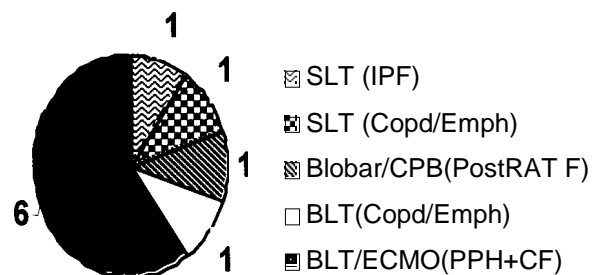 1
1
1
1
6
SLT (IPF)
SLT (Copd/Emph)
Blobar/CPB(PostRAT F)
BLT(Copd/Emph)
BLT/ECMO(PPH+CF)